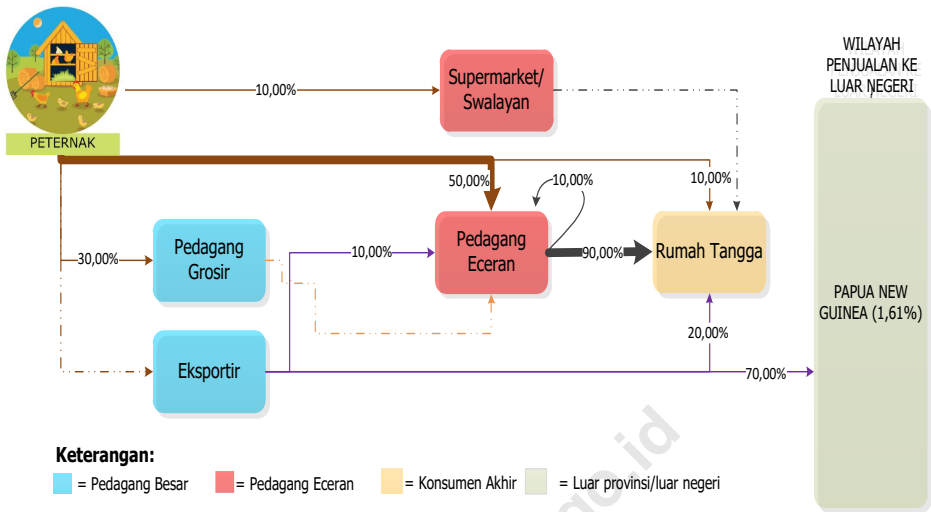 WILAYAH
PENJUALAN KE
LUAR NEGERI
Supermarket/
Swalayan
10,00%
PETERNAK
50,00%
10,00%
10,00%
30,00%
Pedagang
Grosir
10,00%
Pedagang
Eceran
90,00%
Rumah Tangga
PAPUA NEW
GUINEA (1,61%)
20,00%
Eksportir
70,00%
Keterangan:
= Pedagang Besar
= Pedagang Eceran
= Konsumen Akhir
= Luar provinsi/luar negeri
go.id